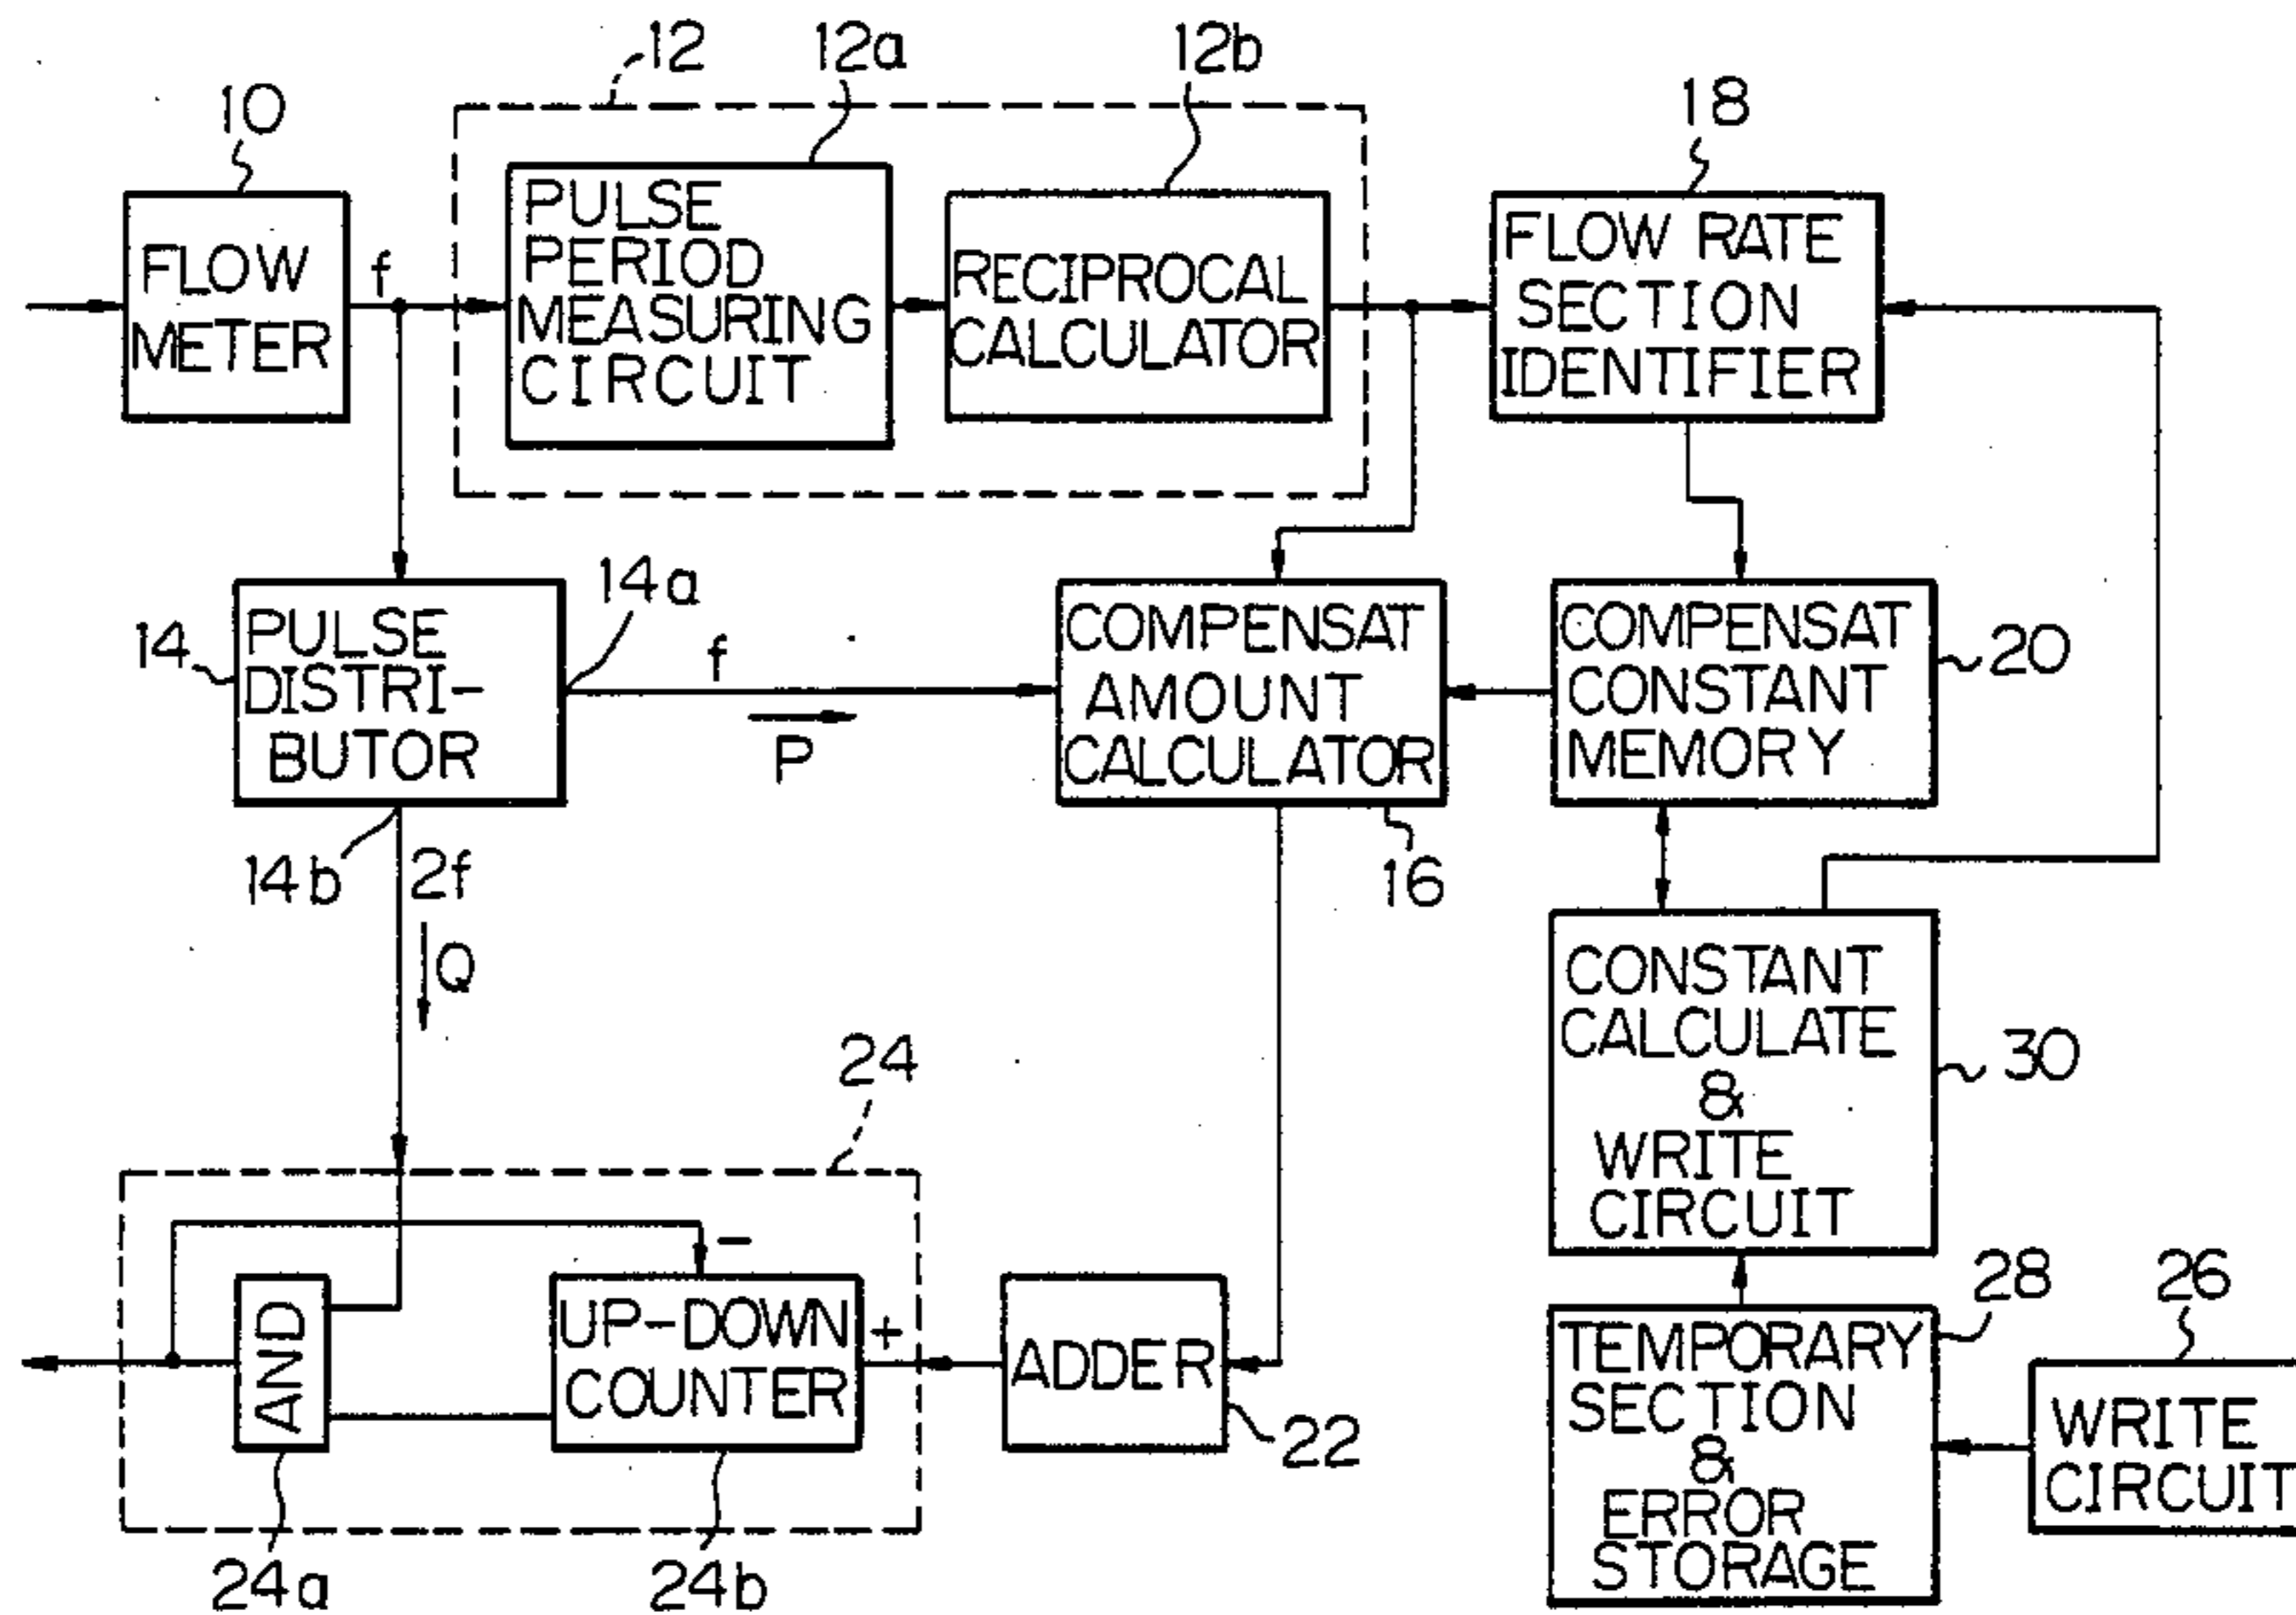 12
12a
12b
10
18
FLOW
METER
f
PULSE
PERIOD
MEASURING
CIRCUIT
RECIPROCAL
CALCULATOR
FLOW RATE
SECTION
IDENTIFIER
14
PULSE
DISTRI-
BUTOR
14a
f
P
COMPENSAT
AMOUNT
CALCULATOR
COMPENSAT
CONSTANT
MEMORY
20
14b
2f
Q
16
CONSTANT
CALCULATE
&
WRITE
CIRCUIT
30
24
-
AND
UP-DOWN
COUNTER
+
ADDER
22
24a
24b
TEMPORARY
SECTION
&
ERROR
STORAGE
28
26
WRITE
CIRCUIT